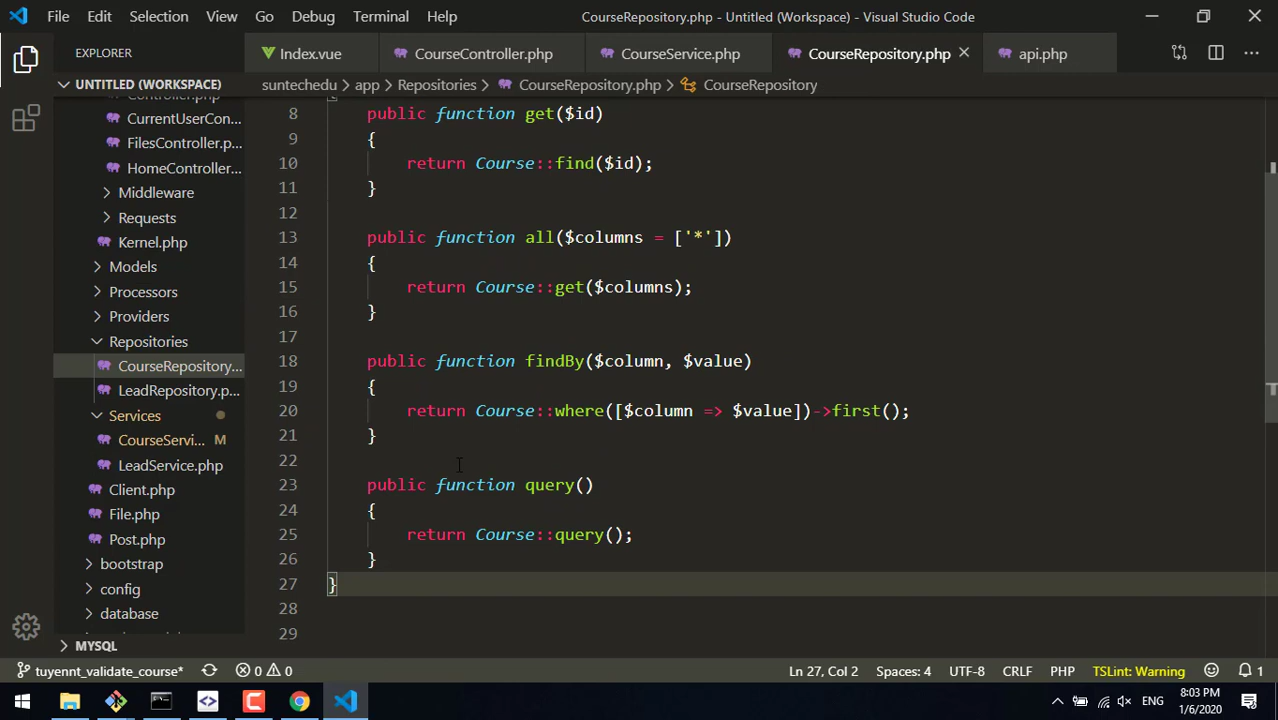 File Edit Selection View Go Debug Terminal Help CourseRepository.php - Untitled (Workspace) - Visual Studio Code
EXPLORER
Index.vue CourseController.php CourseService.php CourseRepository.php api.php
UNTITLED (WORKSPACE)
suntechedu > app > Repositories > CourseRepository.php > CourseRepository
CurrentUserCon...
FilesController.p...
HomeController...
Middleware
Requests
Kernel.php
Models
Processors
Providers
Repositories
CourseRepository...
LeadRepository.p...
Services
CourseServi... M
LeadService.php
Client.php
File.php
Post.php
bootstrap
config
database
MYSQL
8 public function get($id)
9 {
10 return Course::find($id);
11 }
12
13 public function all($columns = ['*'])
14 {
15 return Course::get($columns);
16 }
17
18 public function findBy($column, $value)
19 {
20 return Course::where([$column => $value])->first();
21 }
22
23 public function query()
24 {
25 return Course::query();
26 }
27 }
28
29
tuyennt_validate_course* 0 0 Ln 27, Col 2 Spaces: 4 UTF-8 CRLF PHP TSLint: Warning 1
ENG 8:03 PM
1/6/2020